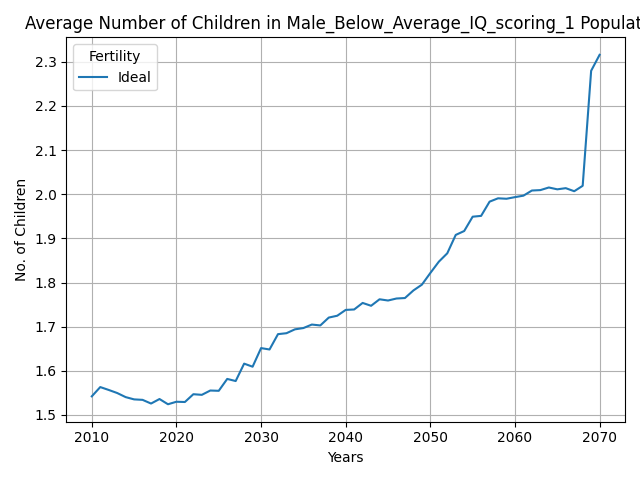 Average Number of Children in Male_Below_Average_IQ_scoring_1 Populat
Fertility
Ideal
2.3
2.2
2.1
2.0
1.9
1.8
1.7
1.6
1.5
No. of Children
2010 2020 2030 2040 2050 2060 2070
Years